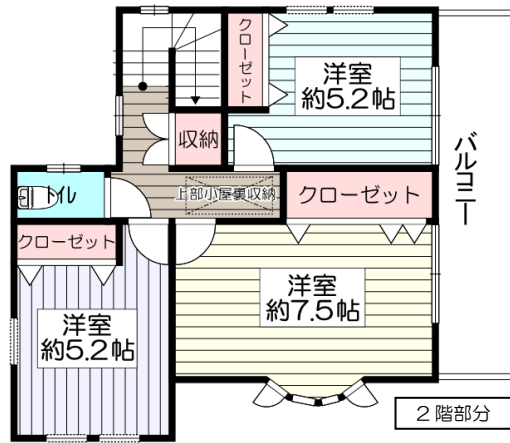 クローゼット
洋室
約5.2帖
収納
バルコニー
トイレ
上部小屋裏収納
クローゼット
クローゼット
洋室
約7.5帖
洋室
約5.2帖
2階部分